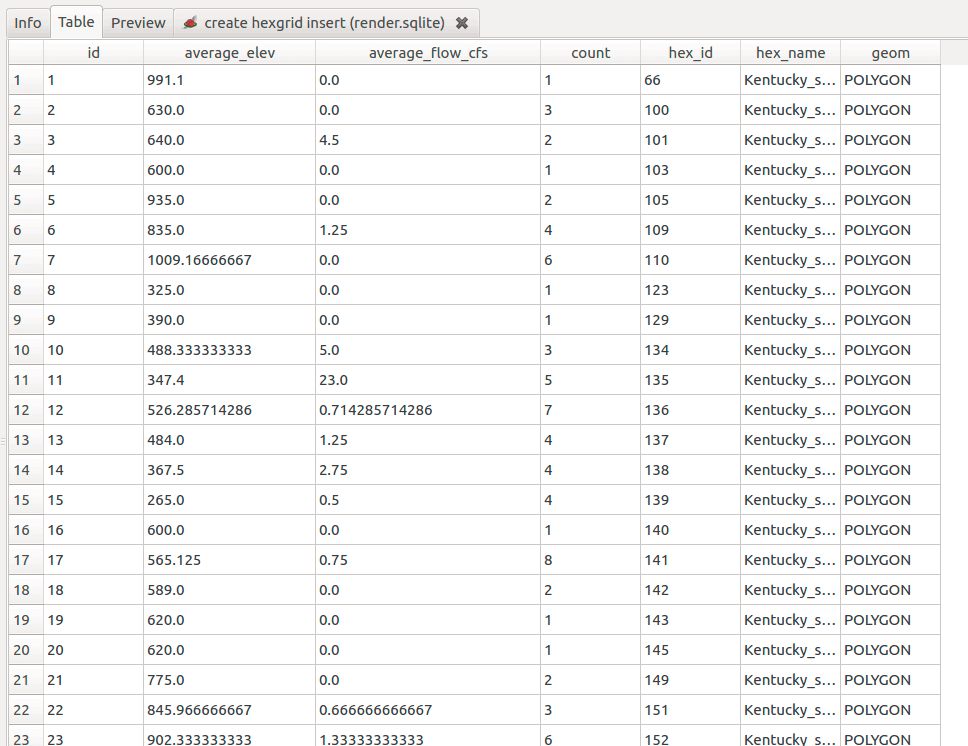 Info Table Preview create hexgrid insert (render.sqlite)
id average_elev average_flow_cfs count hex_id hex_name geom
1 1 991.1 0.0 1 66 Kentucky_s... POLYGON
2 2 630.0 0.0 3 100 Kentucky_s... POLYGON
3 3 640.0 4.5 2 101 Kentucky_s... POLYGON
4 4 600.0 0.0 1 103 Kentucky_s... POLYGON
5 5 935.0 0.0 2 105 Kentucky_s... POLYGON
6 6 835.0 1.25 4 109 Kentucky_s... POLYGON
7 7 1009.16666667 0.0 6 110 Kentucky_s... POLYGON
8 8 325.0 0.0 1 123 Kentucky_s... POLYGON
9 9 390.0 0.0 1 129 Kentucky_s... POLYGON
10 10 488.333333333 5.0 3 134 Kentucky_s... POLYGON
11 11 347.4 23.0 5 135 Kentucky_s... POLYGON
12 12 526.285714286 0.714285714286 7 136 Kentucky_s... POLYGON
13 13 484.0 1.25 4 137 Kentucky_s... POLYGON
14 14 367.5 2.75 4 138 Kentucky_s... POLYGON
15 15 265.0 0.5 4 139 Kentucky_s... POLYGON
16 16 600.0 0.0 1 140 Kentucky_s... POLYGON
17 17 565.125 0.75 8 141 Kentucky_s... POLYGON
18 18 589.0 0.0 2 142 Kentucky_s... POLYGON
19 19 620.0 0.0 1 143 Kentucky_s... POLYGON
20 20 620.0 0.0 1 145 Kentucky_s... POLYGON
21 21 775.0 0.0 2 149 Kentucky_s... POLYGON
22 22 845.966666667 0.666666666667 3 151 Kentucky_s... POLYGON
23 23 902.333333333 1.33333333333 6 152 Kentucky_s... POLYGON